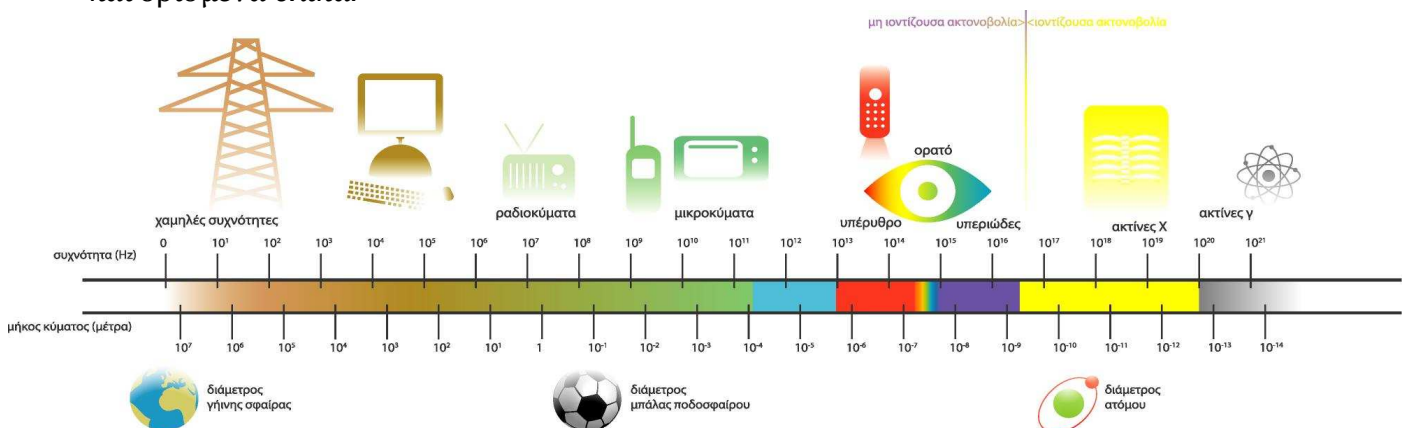 μη ιοντίζουσα ακτονοβολία> <ιοντίζουσα ακτονοβολία
ορατό
χαμηλές συχνότητες
ραδιοκύματα
μικροκύματα
υπέρυθρο
υπεριώδες
ακτίνες Χ
ακτίνες γ
συχνότητα (Hz)
0 10¹ 10² 10³ 10⁴ 10⁵ 10⁶ 10⁷ 10⁸ 10⁹ 10¹⁰ 10¹¹ 10¹² 10¹³ 10¹⁴ 10¹⁵ 10¹⁶ 10¹⁷ 10¹⁸ 10¹⁹ 10²⁰ 10²¹
μήκος κύματος (μέτρα)
10⁷ 10⁶ 10⁵ 10⁴ 10³ 10² 10¹ 1 10⁻¹ 10⁻² 10⁻³ 10⁻⁴ 10⁻⁵ 10⁻⁶ 10⁻⁷ 10⁻⁸ 10⁻⁹ 10⁻¹⁰ 10⁻¹¹ 10⁻¹² 10⁻¹³ 10⁻¹⁴
διάμετρος
γήινης σφαίρας
διάμετρος
μπάλας ποδοσφαίρου
διάμετρος
ατόμου